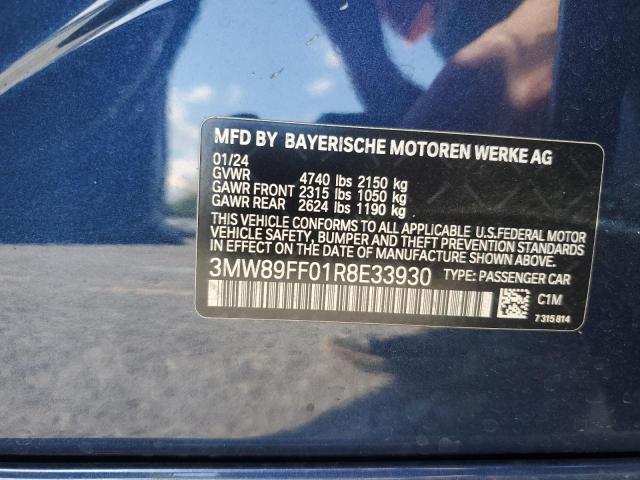 MFD BY BAYERISCHE MOTOREN WERKE AG
01/24
GVWR 4740 lbs 2150 kg
GAWR FRONT 2315 lbs 1050 kg
GAWR REAR 2624 lbs 1190 kg
THIS VEHICLE CONFORMS TO ALL APPLICABLE U.S.FEDERAL MOTOR
VEHICLE SAFETY, BUMPER AND THEFT PREVENTION STANDARDS
IN EFFECT ON THE DATE OF MANUFACTURE SHOWN ABOVE.
3MW89FF01R8E33930 TYPE: PASSENGER CAR
C1M
7315814